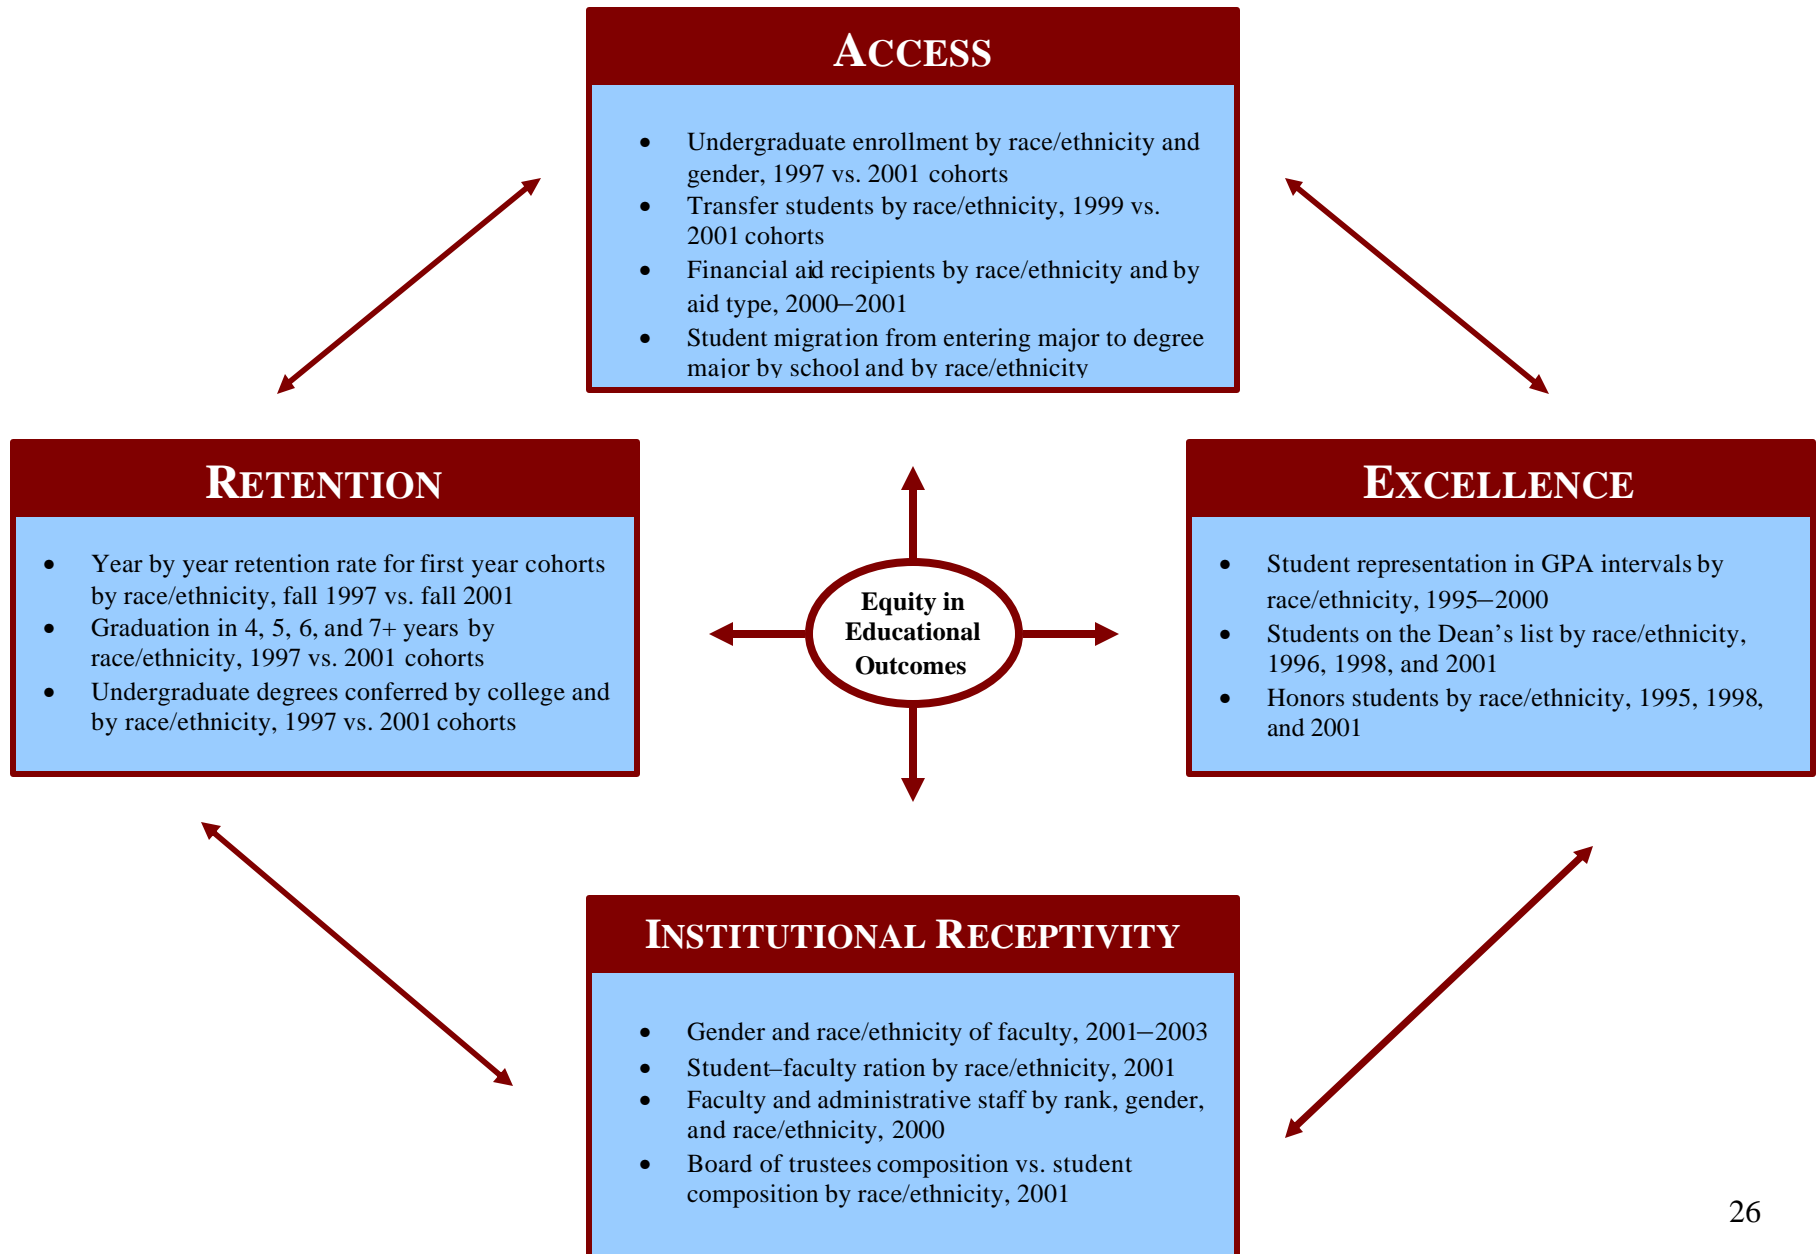 ACCESS
• Undergraduate enrollment by race/ethnicity and
gender, 1997 vs. 2001 cohorts
• Transfer students by race/ethnicity, 1999 vs.
2001 cohorts
• Financial aid recipients by race/ethnicity and by
aid type, 2000–2001
• Student migration from entering major to degree
major by school and by race/ethnicity
RETENTION
• Year by year retention rate for first year cohorts
by race/ethnicity, fall 1997 vs. fall 2001
• Graduation in 4, 5, 6, and 7+ years by
race/ethnicity, 1997 vs. 2001 cohorts
• Undergraduate degrees conferred by college and
by race/ethnicity, 1997 vs. 2001 cohorts
Equity in
Educational
Outcomes
EXCELLENCE
• Student representation in GPA intervals by
race/ethnicity, 1995–2000
• Students on the Dean’s list by race/ethnicity,
1996, 1998, and 2001
• Honors students by race/ethnicity, 1995, 1998,
and 2001
INSTITUTIONAL RECEPTIVITY
• Gender and race/ethnicity of faculty, 2001–2003
• Student–faculty ration by race/ethnicity, 2001
• Faculty and administrative staff by rank, gender,
and race/ethnicity, 2000
• Board of trustees composition vs. student
composition by race/ethnicity, 2001
26